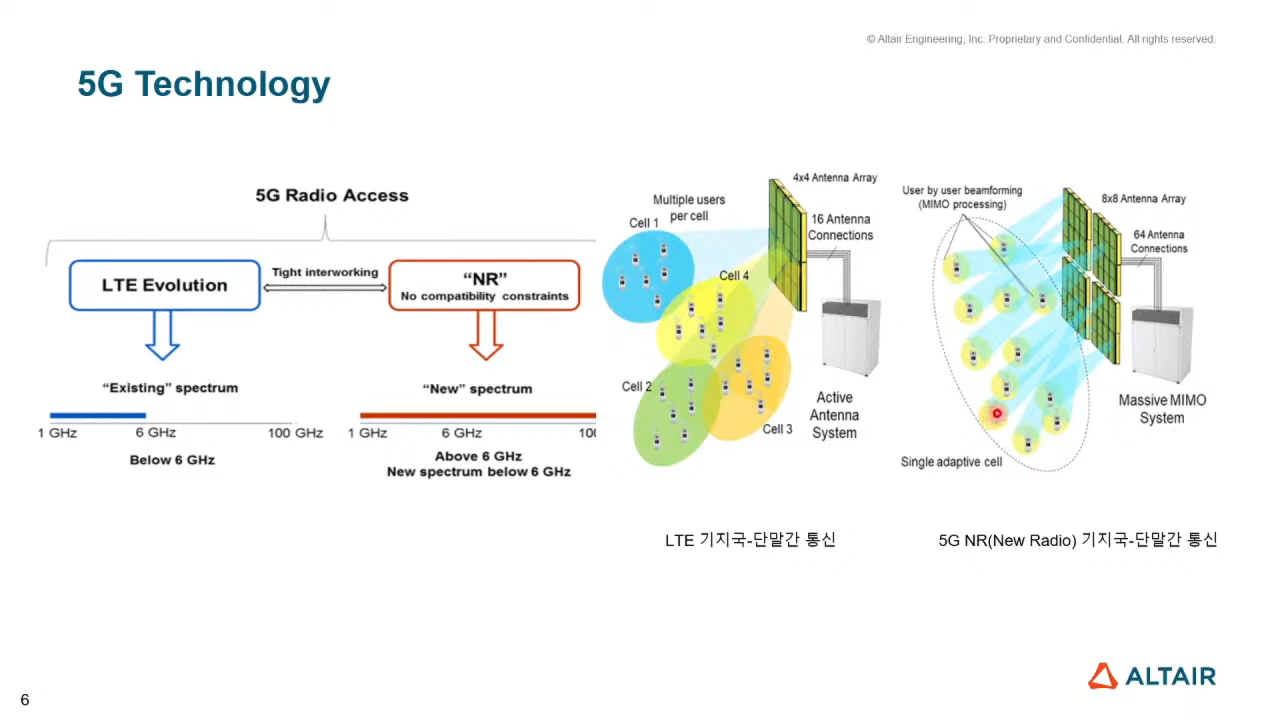 © Altair Engineering, Inc. Proprietary and Confidential. All rights reserved.
5G Technology
5G Radio Access
LTE Evolution
Tight interworking
“NR”
No compatibility constraints
“Existing” spectrum
“New” spectrum
1 GHz
6 GHz
100 GHz
1 GHz
6 GHz
100
Below 6 GHz
Above 6 GHz
New spectrum below 6 GHz
Multiple users
per cell
4x4 Antenna Array
16 Antenna
Connections
Cell 1
Cell 4
Cell 2
Cell 3
Active
Antenna
System
User by user beamforming
(MIMO processing)
8x8 Antenna Array
64 Antenna
Connections
Massive MIMO
System
Single adaptive cell
LTE 기지국-단말간 통신
5G NR(New Radio) 기지국-단말간 통신
ALTAIR
6